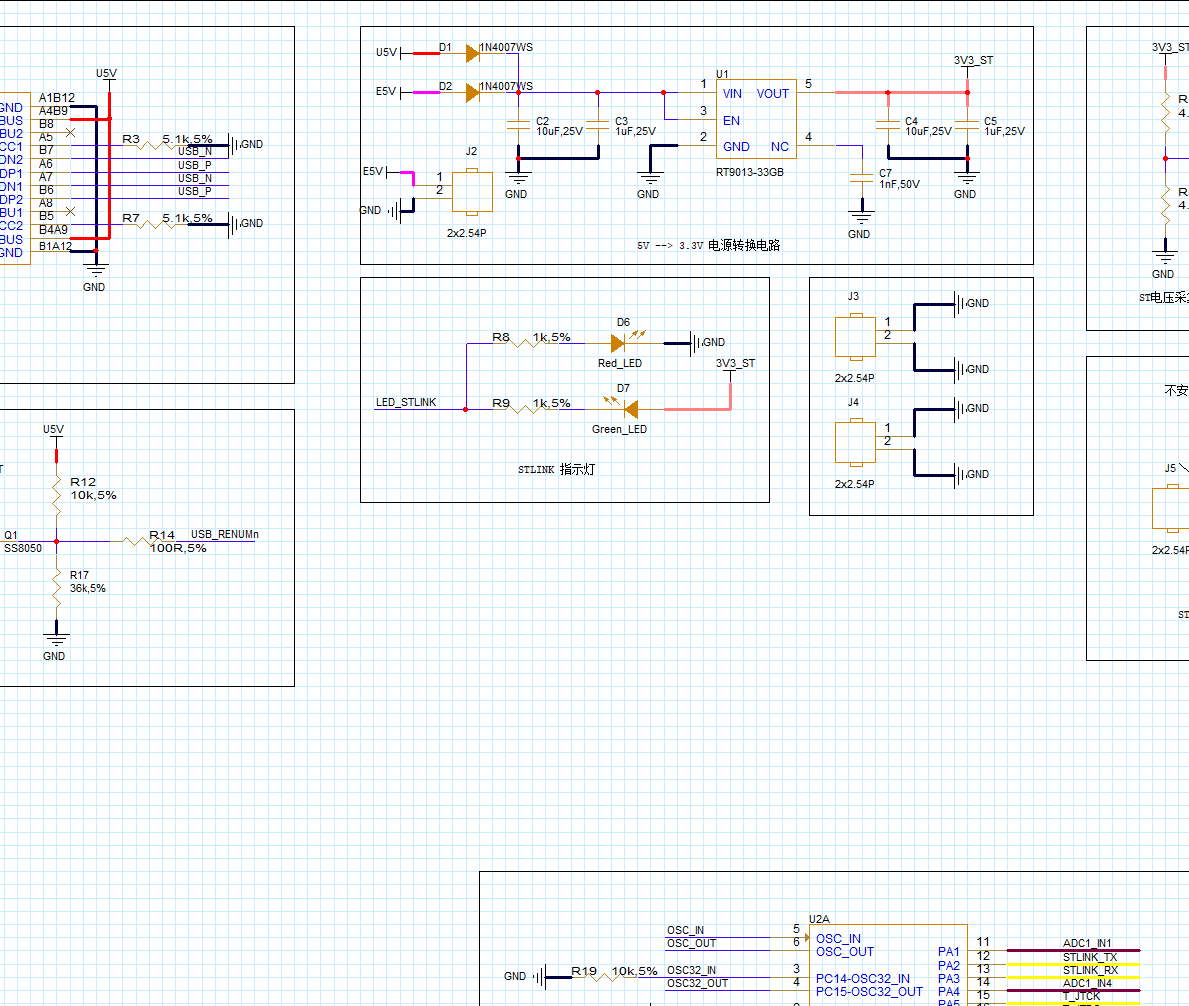 U5V
GND
A1B12
BUS
A4B9
BU2
B8
CC1
A5
DN2
B7
DP1
A6
DN1
A7
DP2
B6
BU1
A8
CC2
B5
BUS
B4A9
GND
B1A12
R3 5.1k,5% GND
USB_N
USB_P
USB_N
USB_P
R7 5.1k,5% GND
GND
U5V D1 1N4007WS
E5V D2 1N4007WS
C2
10uF,25V
C3
1uF,25V
GND
E5V
GND
J2
1
2
2x2.54P
U1
1 VIN VOUT 5
3 EN
2 GND NC 4
RT9013-33GB
GND
3V3_ST
C4
10uF,25V
C5
1uF,25V
GND
C7
1nF,50V
GND
5V --> 3.3V 电源转换电路
3V3_ST
GND
ST电压采
LED_STLINK
R8 1k,5%
D6
Red_LED
GND
3V3_ST
R9 1k,5%
D7
Green_LED
STLINK 指示灯
J3
1
2
2x2.54P
GND
GND
J4
1
2
2x2.54P
GND
GND
不安
J5
2x2.54P
ST
U5V
R12
10k,5%
Q1
SS8050
R14
100R,5%
USB_RENUMn
R17
36k,5%
GND
U2A
OSC_IN 5 OSC_IN
OSC_OUT 6 OSC_OUT
GND R19 10k,5% OSC32_IN 3 PC14-OSC32_IN
OSC32_OUT 4 PC15-OSC32_OUT
PA1 11 ADC1_IN1
PA2 12 STLINK_TX
PA3 13 STLINK_RX
PA4 14 ADC1_IN4
PA5 15 T_JTCK